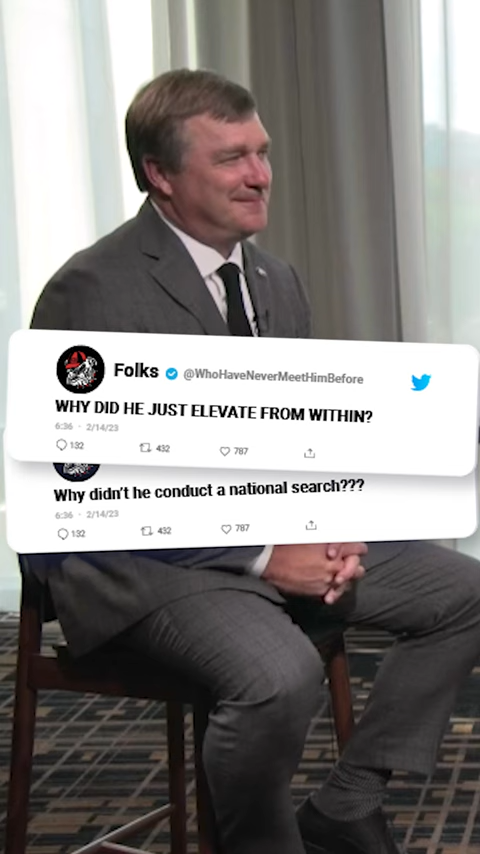 Folks @WhoHaveNeverMeetHimBefore
WHY DID HE JUST ELEVATE FROM WITHIN?
6:36 · 2/14/23
132 432 787
Why didn't he conduct a national search???
6:36 · 2/14/23
132 432 787